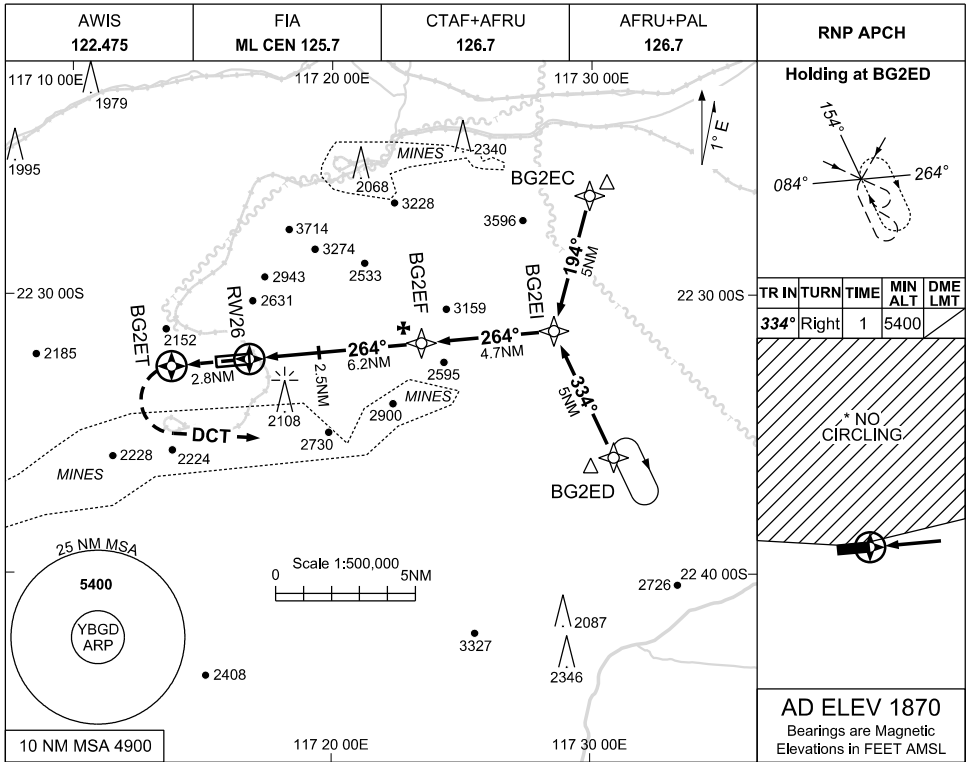 AWIS
122.475
FIA
ML CEN 125.7
CTAF+AFRU
126.7
AFRU+PAL
126.7
RNP APCH
117 10 00E
117 20 00E
117 30 00E
1979
1995
1° E
MINES
2340
2068
BG2EC
3228
3596
3714
3274
2533
2943
2631
194°
5NM
22 30 00S
22 30 00S
BG2ET
RW26
BG2EF
BG2EI
3159
2152
2185
264°
6.2NM
264°
4.7NM
2.8NM
2.5NM
2595
2108
2900
MINES
334°
5NM
DCT
2730
2228
2224
MINES
BG2ED
25 NM MSA
5400
YBGD
ARP
Scale 1:500,000
0
5NM
22 40 00S
2726
2087
3327
2346
2408
10 NM MSA 4900
117 20 00E
117 30 00E
Holding at BG2ED
154°
084°
264°
TR IN
TURN
TIME
MIN
ALT
DME
LMT
334°
Right
1
5400
* NO
CIRCLING
AD ELEV 1870
Bearings are Magnetic
Elevations in FEET AMSL